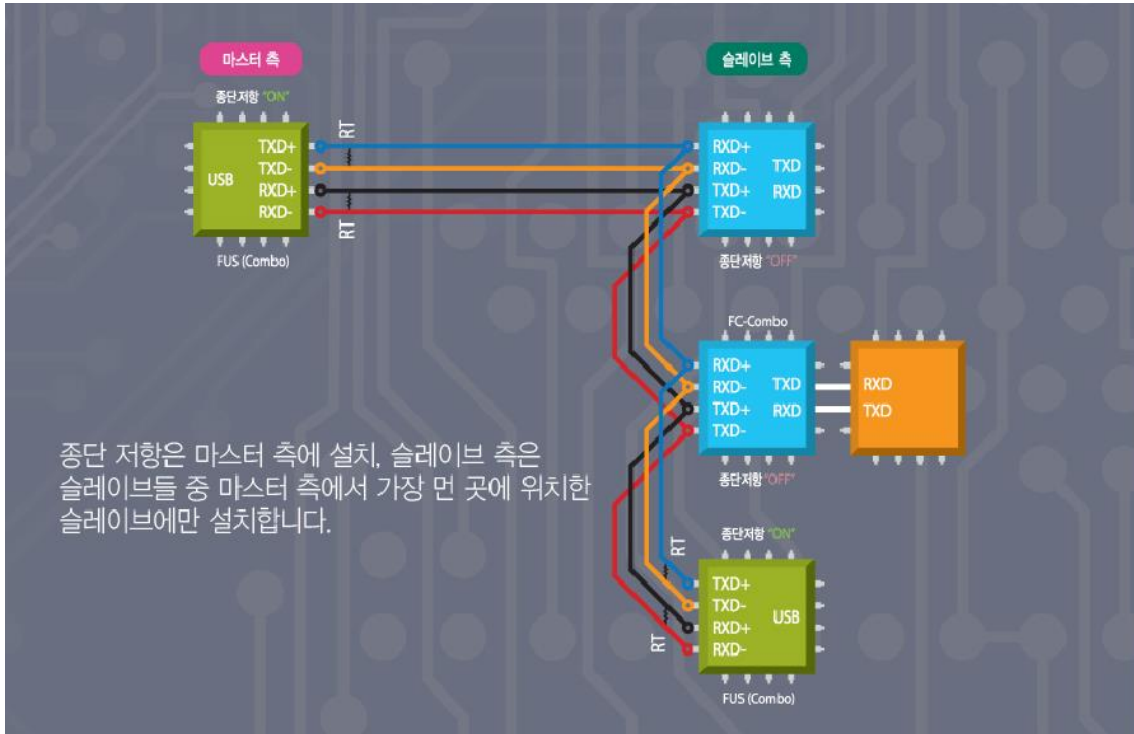 마스터 측
슬레이브 측
종단저항 "ON"
RT
TXD+
TXD-
USB
RXD+
RXD-
RT
FUS (Combo)
RXD+
RXD-
TXD
TXD+
RXD
TXD-
종단저항 "OFF"
FC-Combo
RXD+
RXD-
TXD
TXD+
RXD
TXD-
RXD
TXD
종단저항 "OFF"
종단 저항은 마스터 측에 설치, 슬레이브 측은
슬레이브들 중 마스터 측에서 가장 먼 곳에 위치한
슬레이브에만 설치합니다.
종단저항 "ON"
RT
TXD+
TXD-
USB
RXD+
RXD-
RT
FUS (Combo)